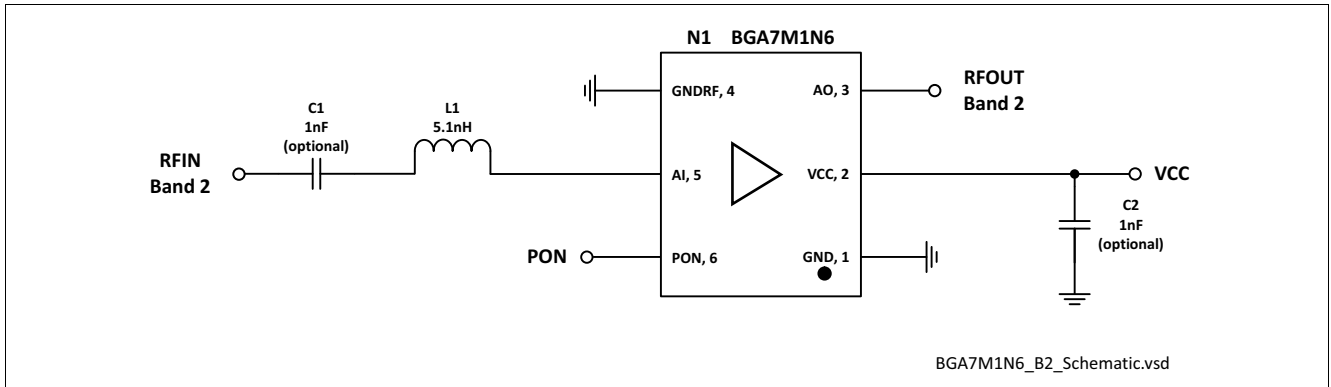 N1 BGA7M1N6
GNDRF, 4
AO, 3
RFOUT
Band 2
C1
1nF
(optional)
L1
5.1nH
RFIN
Band 2
AI, 5
VCC, 2
VCC
C2
1nF
(optional)
PON
PON, 6
GND, 1
BGA7M1N6_B2_Schematic.vsd